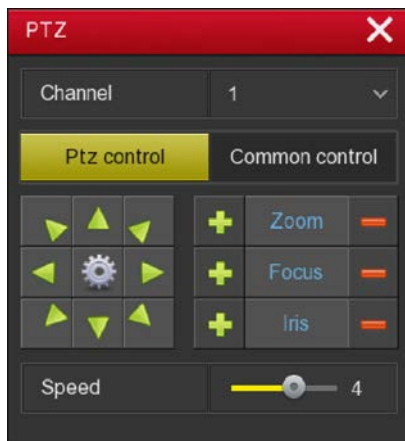 PTZ
Channel 1
Ptz control Common control
Zoom
Focus
Iris
Speed 4